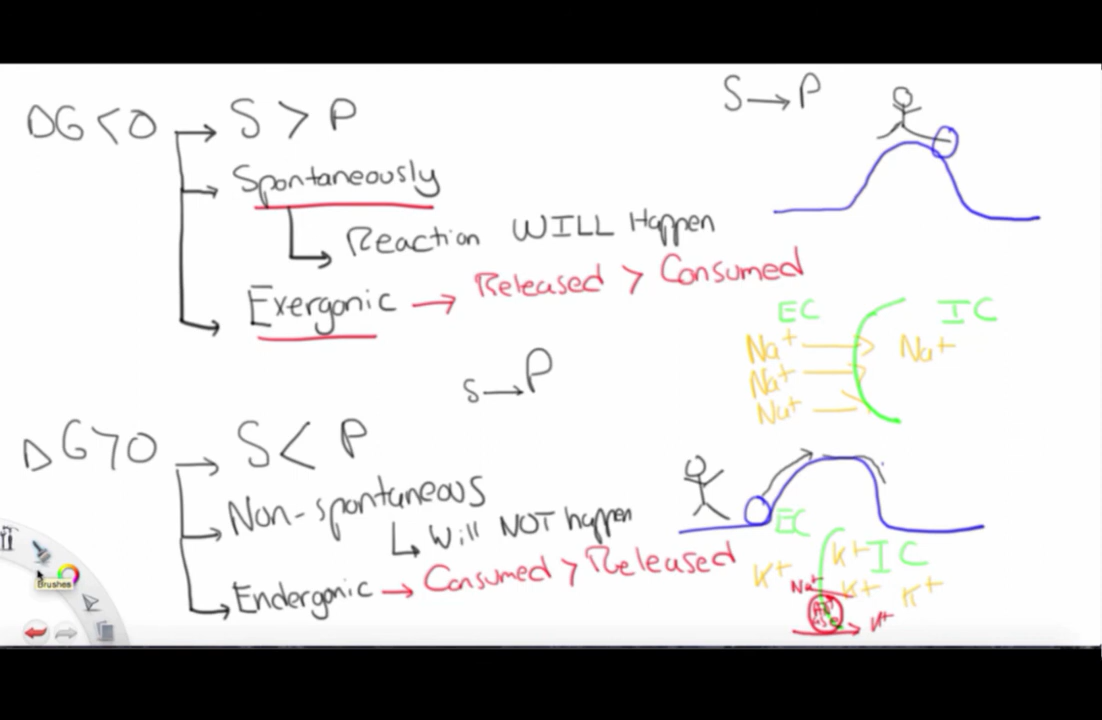 S → P
DG < 0 → S > P
Spontaneously
Reaction WILL Happen
Exergonic → Released > Consumed
EC IC
Na+ Na+
Na+
Na+
S → P
ΔG > 0 → S < P
Non-spontaneous
Will NOT happen
Endergonic → Consumed > Released
EC IC
K+ K+
K+ K+
Na+
K+
Brushes